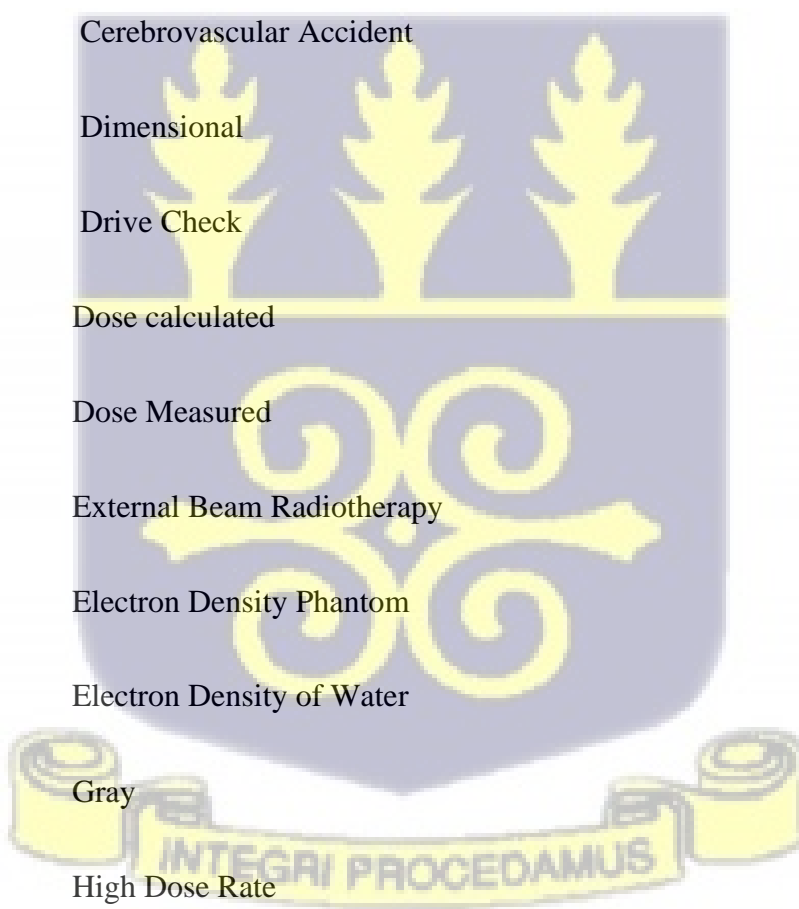 Cerebrovascular Accident
Dimensional
Drive Check
Dose calculated
Dose Measured
External Beam Radiotherapy
Electron Density Phantom
Electron Density of Water
Gray
INTEGRI PROCEDAMUS
High Dose Rate